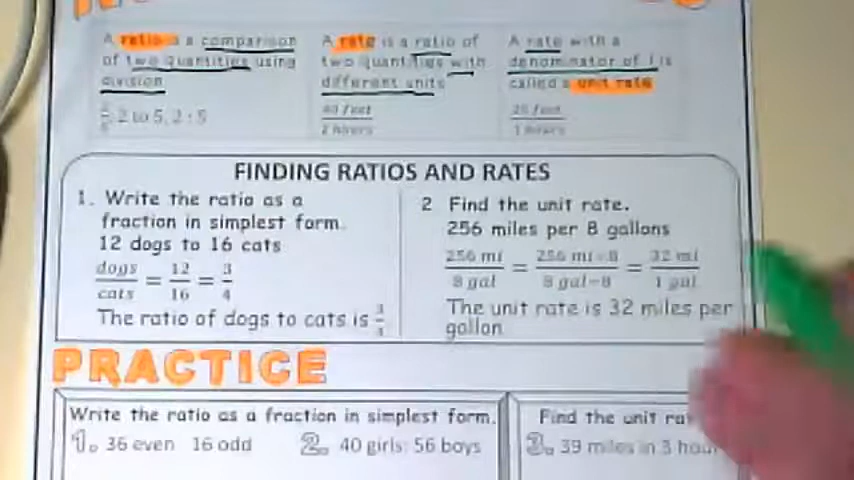 A ratio is a comparison
of two quantities using
division
2/5, 2 to 5, 2 : 5
A rate is a ratio of
two quantities with
different units
40 feet
2 hours
A rate with a
denominator of 1 is
called a unit rate
20 feet
1 hours
FINDING RATIOS AND RATES
1. Write the ratio as a
fraction in simplest form.
12 dogs to 16 cats
dogs/cats = 12/16 = 3/4
The ratio of dogs to cats is
2 Find the unit rate.
256 miles per 8 gallons
256 mi/8 gal = 256 mi÷8/8 gal÷8 = 32 mi/1 gal
The unit rate is 32 miles per
gallon
PRACTICE
Write the ratio as a fraction in simplest form.
1. 36 even 16 odd
2. 40 girls: 56 boys
Find the unit
3. 39 miles in 3